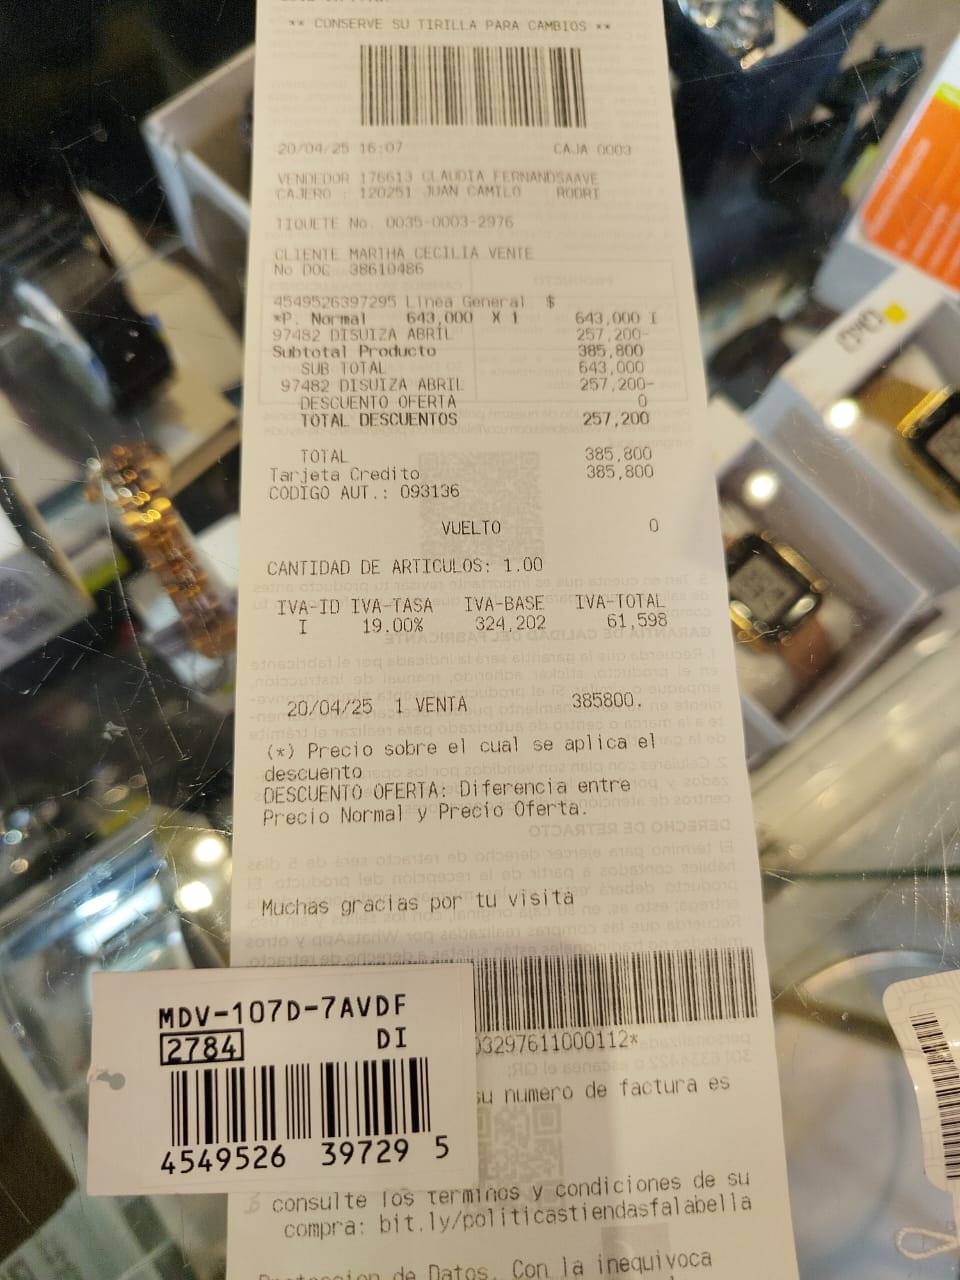 ** CONSERVE SU TIRILLA PARA CAMBIOS **
20/04/25 16:07 CAJA 0003
VENDEDOR 176613 CLAUDIA FERNANDSAAVE
CAJERO : 120251 JUAN CAMILO RODRI
TIQUETE No. 0035-0003-2976
CLIENTE MARTHA CECILIA VENTE
No DOC 38610486
4549526397295 Linea General $
*P. Normal 643,000 X 1 643,000 I
97482 DISUIZA ABRIL 257,200-
Subtotal Producto 385,800
SUB TOTAL 643,000
97482 DISUIZA ABRIL 257,200-
DESCUENTO OFERTA 0
TOTAL DESCUENTOS 257,200
TOTAL 385,800
Tarjeta Credito 385,800
CODIGO AUT.: 093136
VUELTO 0
CANTIDAD DE ARTICULOS: 1.00
IVA-ID IVA-TASA IVA-BASE IVA-TOTAL
I 19.00% 324,202 61,598
20/04/25 1 VENTA 385800.
(*) Precio sobre el cual se aplica el
descuento
DESCUENTO OFERTA: Diferencia entre
Precio Normal y Precio Oferta.
Muchas gracias por tu visita
03297611000112*
su numero de factura es
MDV-107D-7AVDF
2784 DI
4549526 39729 5
consulte los terminos y condiciones de su
compra: bit.ly/politicastiendasfalabella
de Datos. Con la inequivoca